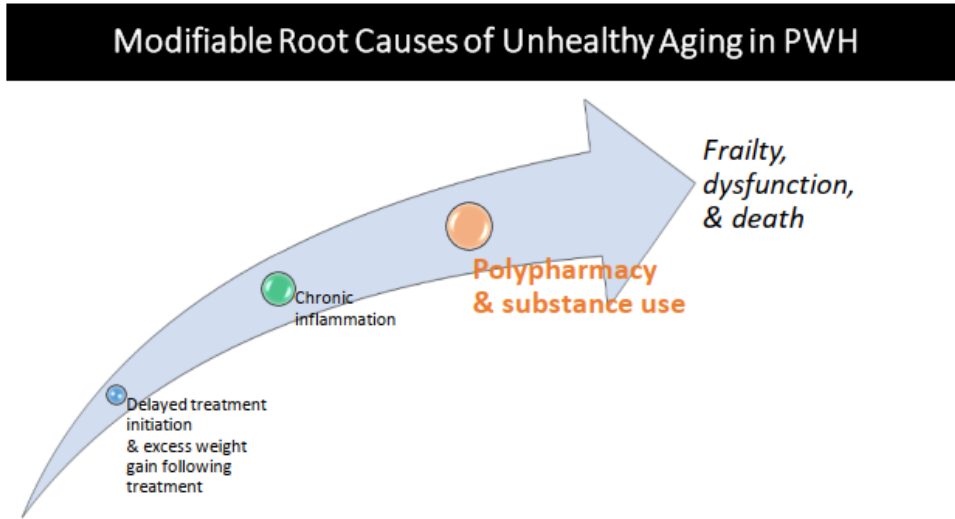 Modifiable Root Causes of Unhealthy Aging in PWH
Frailty,
dysfunction,
& death
Polypharmacy
& substance use
Chronic
inflammation
Delayed treatment
initiation
& excess weight
gain following
treatment